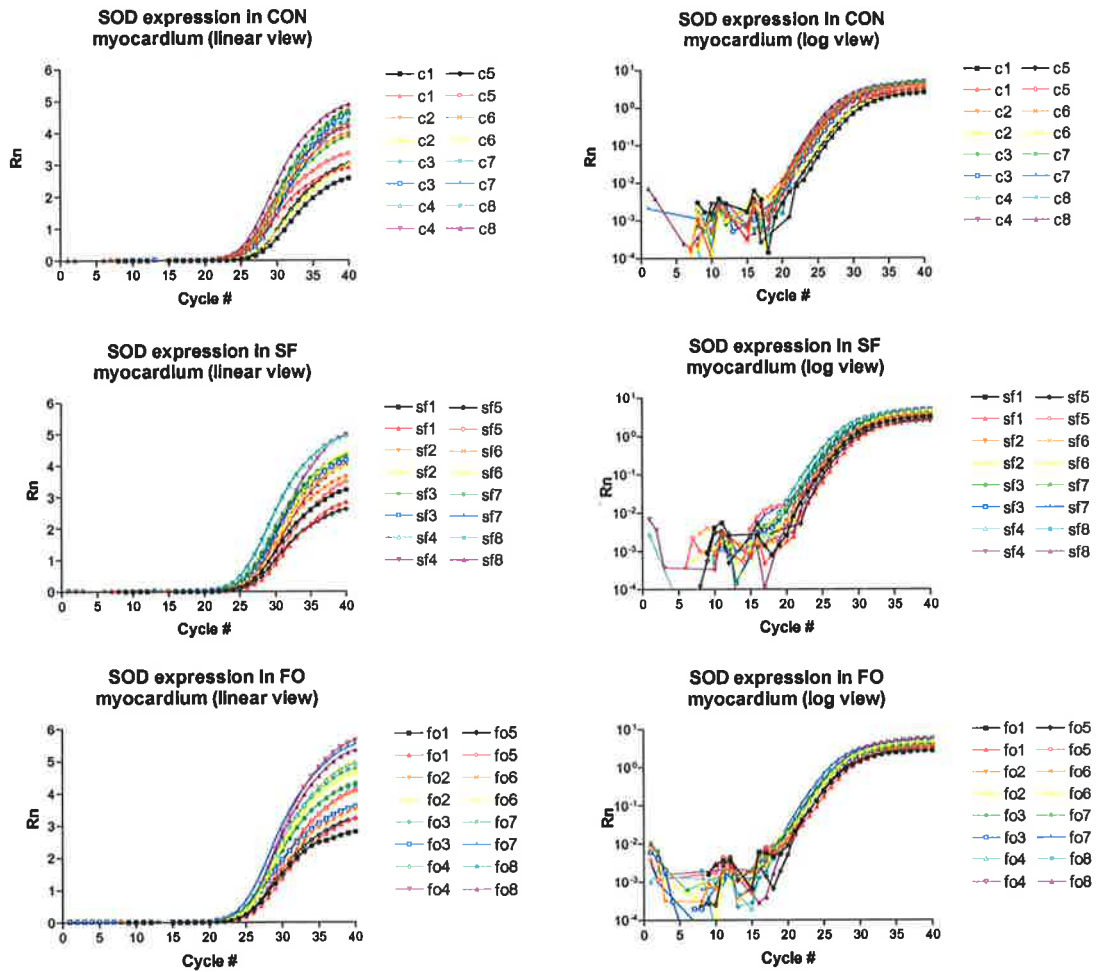 SOD expression in CON
myocardium (linear view)
6
5
4
3
2
1
0
Rn
0 5 10 15 20 25 30 35 40
Cycle #
c1 c5
c1 c5
c2 c6
c2 c6
c3 c7
c3 c7
c4 c8
c4 c8
SOD expression in CON
myocardium (log view)
10^1
10^0
10^-1
10^-2
10^-3
10^-4
Rn
0 5 10 15 20 25 30 35 40
Cycle #
c1 c5
c1 c5
c2 c6
c2 c6
c3 c7
c3 c7
c4 c8
c4 c8
SOD expression in SF
myocardium (linear view)
6
5
4
3
2
1
0
Rn
0 5 10 15 20 25 30 35 40
Cycle #
sf1 sf5
sf1 sf5
sf2 sf6
sf2 sf6
sf3 sf7
sf3 sf7
sf4 sf8
sf4 sf8
SOD expression in SF
myocardium (log view)
10^1
10^0
10^-1
10^-2
10^-3
10^-4
Rn
0 5 10 15 20 25 30 35 40
Cycle #
sf1 sf5
sf1 sf5
sf2 sf6
sf2 sf6
sf3 sf7
sf3 sf7
sf4 sf8
sf4 sf8
SOD expression in FO
myocardium (linear view)
6
5
4
3
2
1
0
Rn
0 5 10 15 20 25 30 35 40
Cycle #
fo1 fo5
fo1 fo5
fo2 fo6
fo2 fo6
fo3 fo7
fo3 fo7
fo4 fo8
fo4 fo8
SOD expression in FO
myocardium (log view)
10^1
10^0
10^-1
10^-2
10^-3
10^-4
Rn
0 5 10 15 20 25 30 35 40
Cycle #
fo1 fo5
fo1 fo5
fo2 fo6
fo2 fo6
fo3 fo7
fo3 fo7
fo4 fo8
fo4 fo8